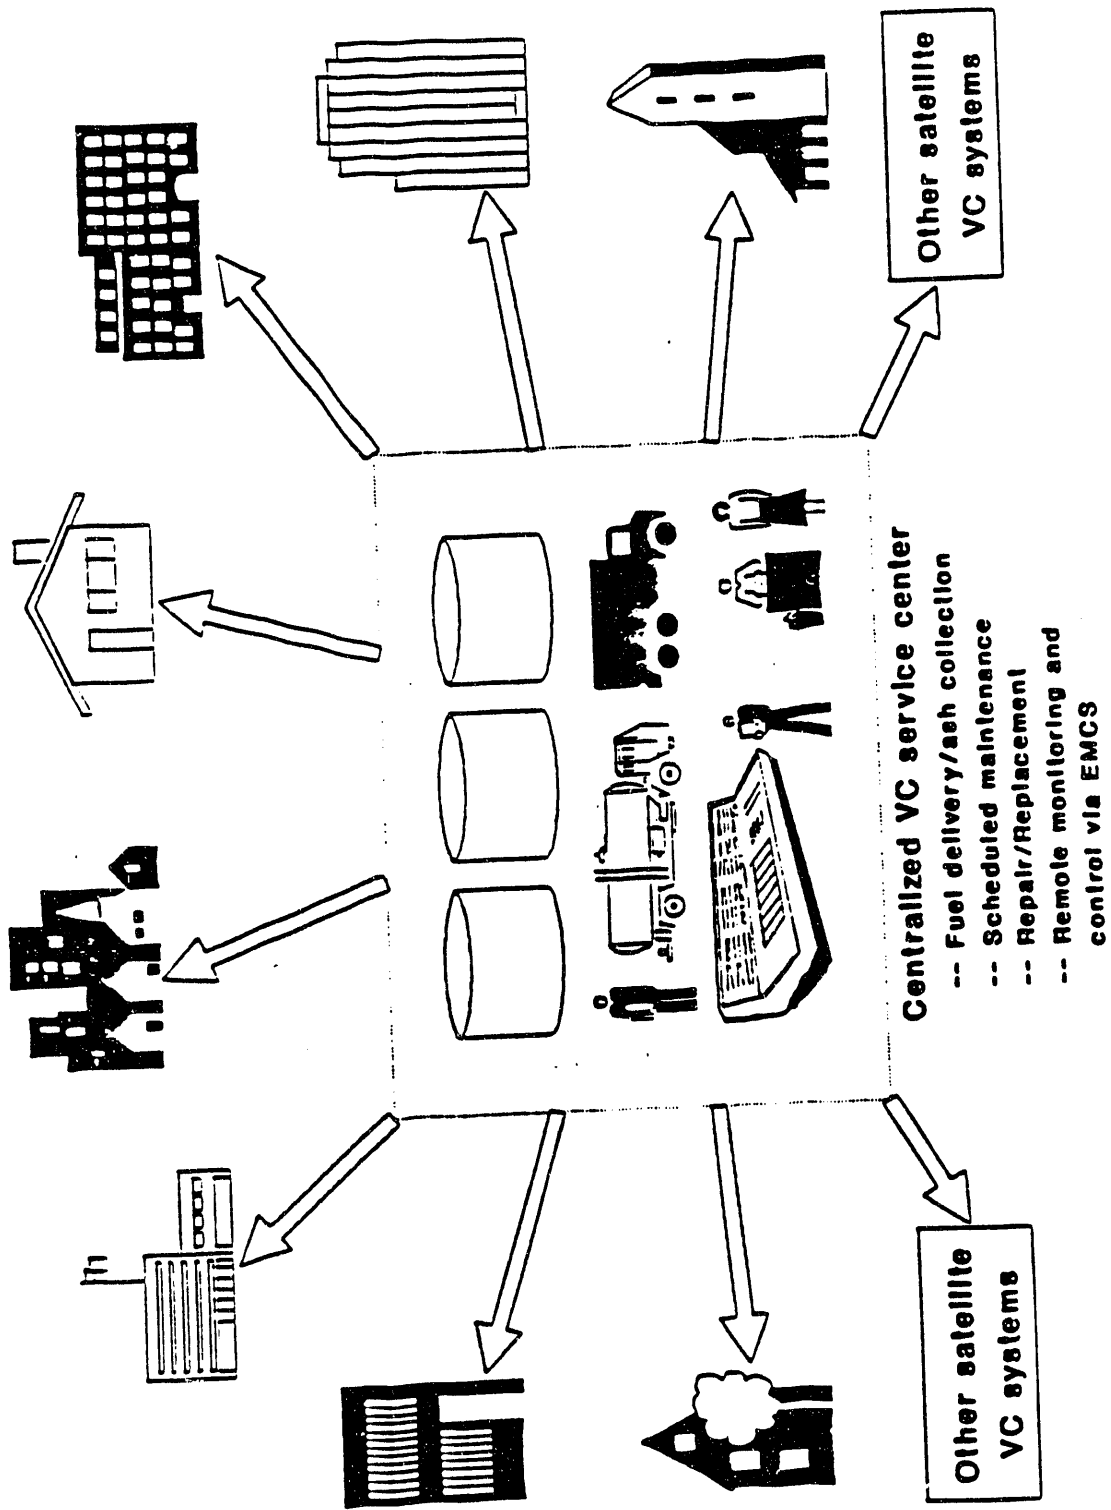 Other satellite
VC systems
Centralized VC service center
-- Fuel delivery/ash collection
-- Scheduled maintenance
-- Repair/Replacement
-- Remote monitoring and
control via EMCS
Other satellite
VC systems